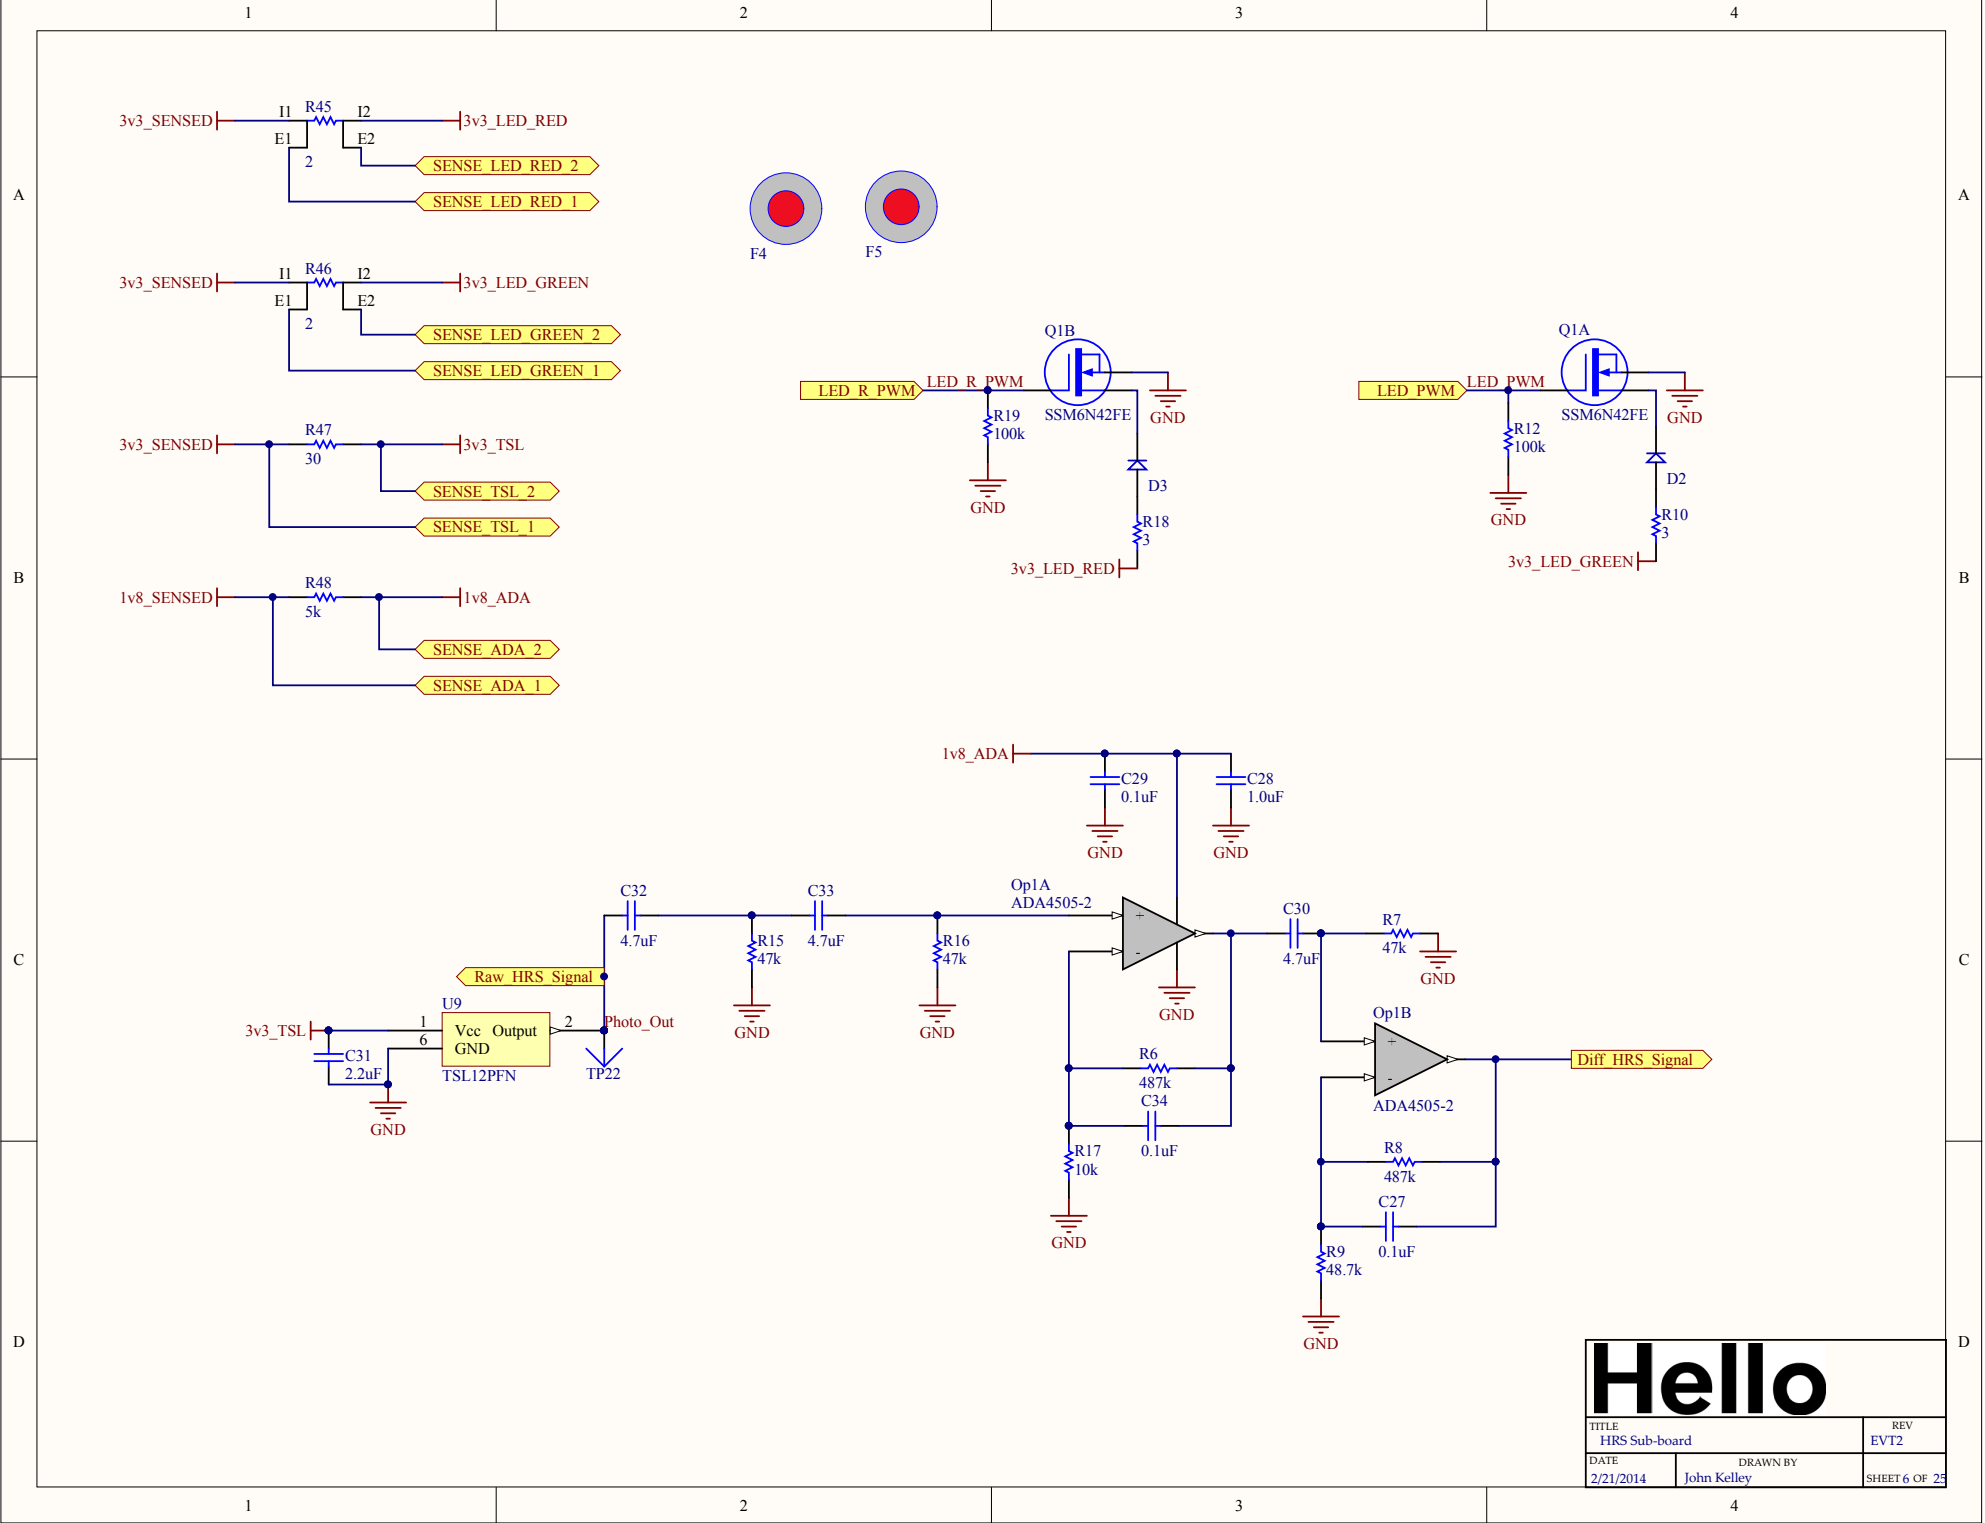 1 2 3 4
A A
B B
C C
D D
3v3_SENSED
I1 R45 I2
3v3_LED_RED
E1 E2
2
SENSE_LED_RED_2
SENSE_LED_RED_1
3v3_SENSED
I1 R46 I2
3v3_LED_GREEN
E1 E2
2
SENSE_LED_GREEN_2
SENSE_LED_GREEN_1
3v3_SENSED
R47
30
3v3_TSL
SENSE_TSL_2
SENSE_TSL_1
1v8_SENSED
R48
5k
1v8_ADA
SENSE_ADA_2
SENSE_ADA_1
F4
F5
Q1B
LED_R_PWM
LED_R_PWM
SSM6N42FE
GND
R19
100k
GND
D3
R18
3
3v3_LED_RED
Q1A
LED_PWM
LED_PWM
SSM6N42FE
GND
R12
100k
GND
D2
R10
3
3v3_LED_GREEN
1v8_ADA
C29
0.1uF
GND
C28
1.0uF
GND
C32
4.7uF
R15
47k
GND
C33
4.7uF
R16
47k
GND
Op1A
ADA4505-2
+
-
GND
C30
4.7uF
R7
47k
GND
Raw_HRS_Signal
U9
3v3_TSL
1
6
Vcc Output
GND
TSL12PFN
2
Photo_Out
TP22
C31
2.2uF
GND
R6
487k
C34
0.1uF
R17
10k
GND
Op1B
+
-
ADA4505-2
Diff_HRS_Signal
R8
487k
C27
0.1uF
R9
48.7k
GND
Hello
TITLE
HRS Sub-board
REV
EVT2
DATE
2/21/2014
DRAWN BY
John Kelley
SHEET 6 OF 25
1 2 3 4